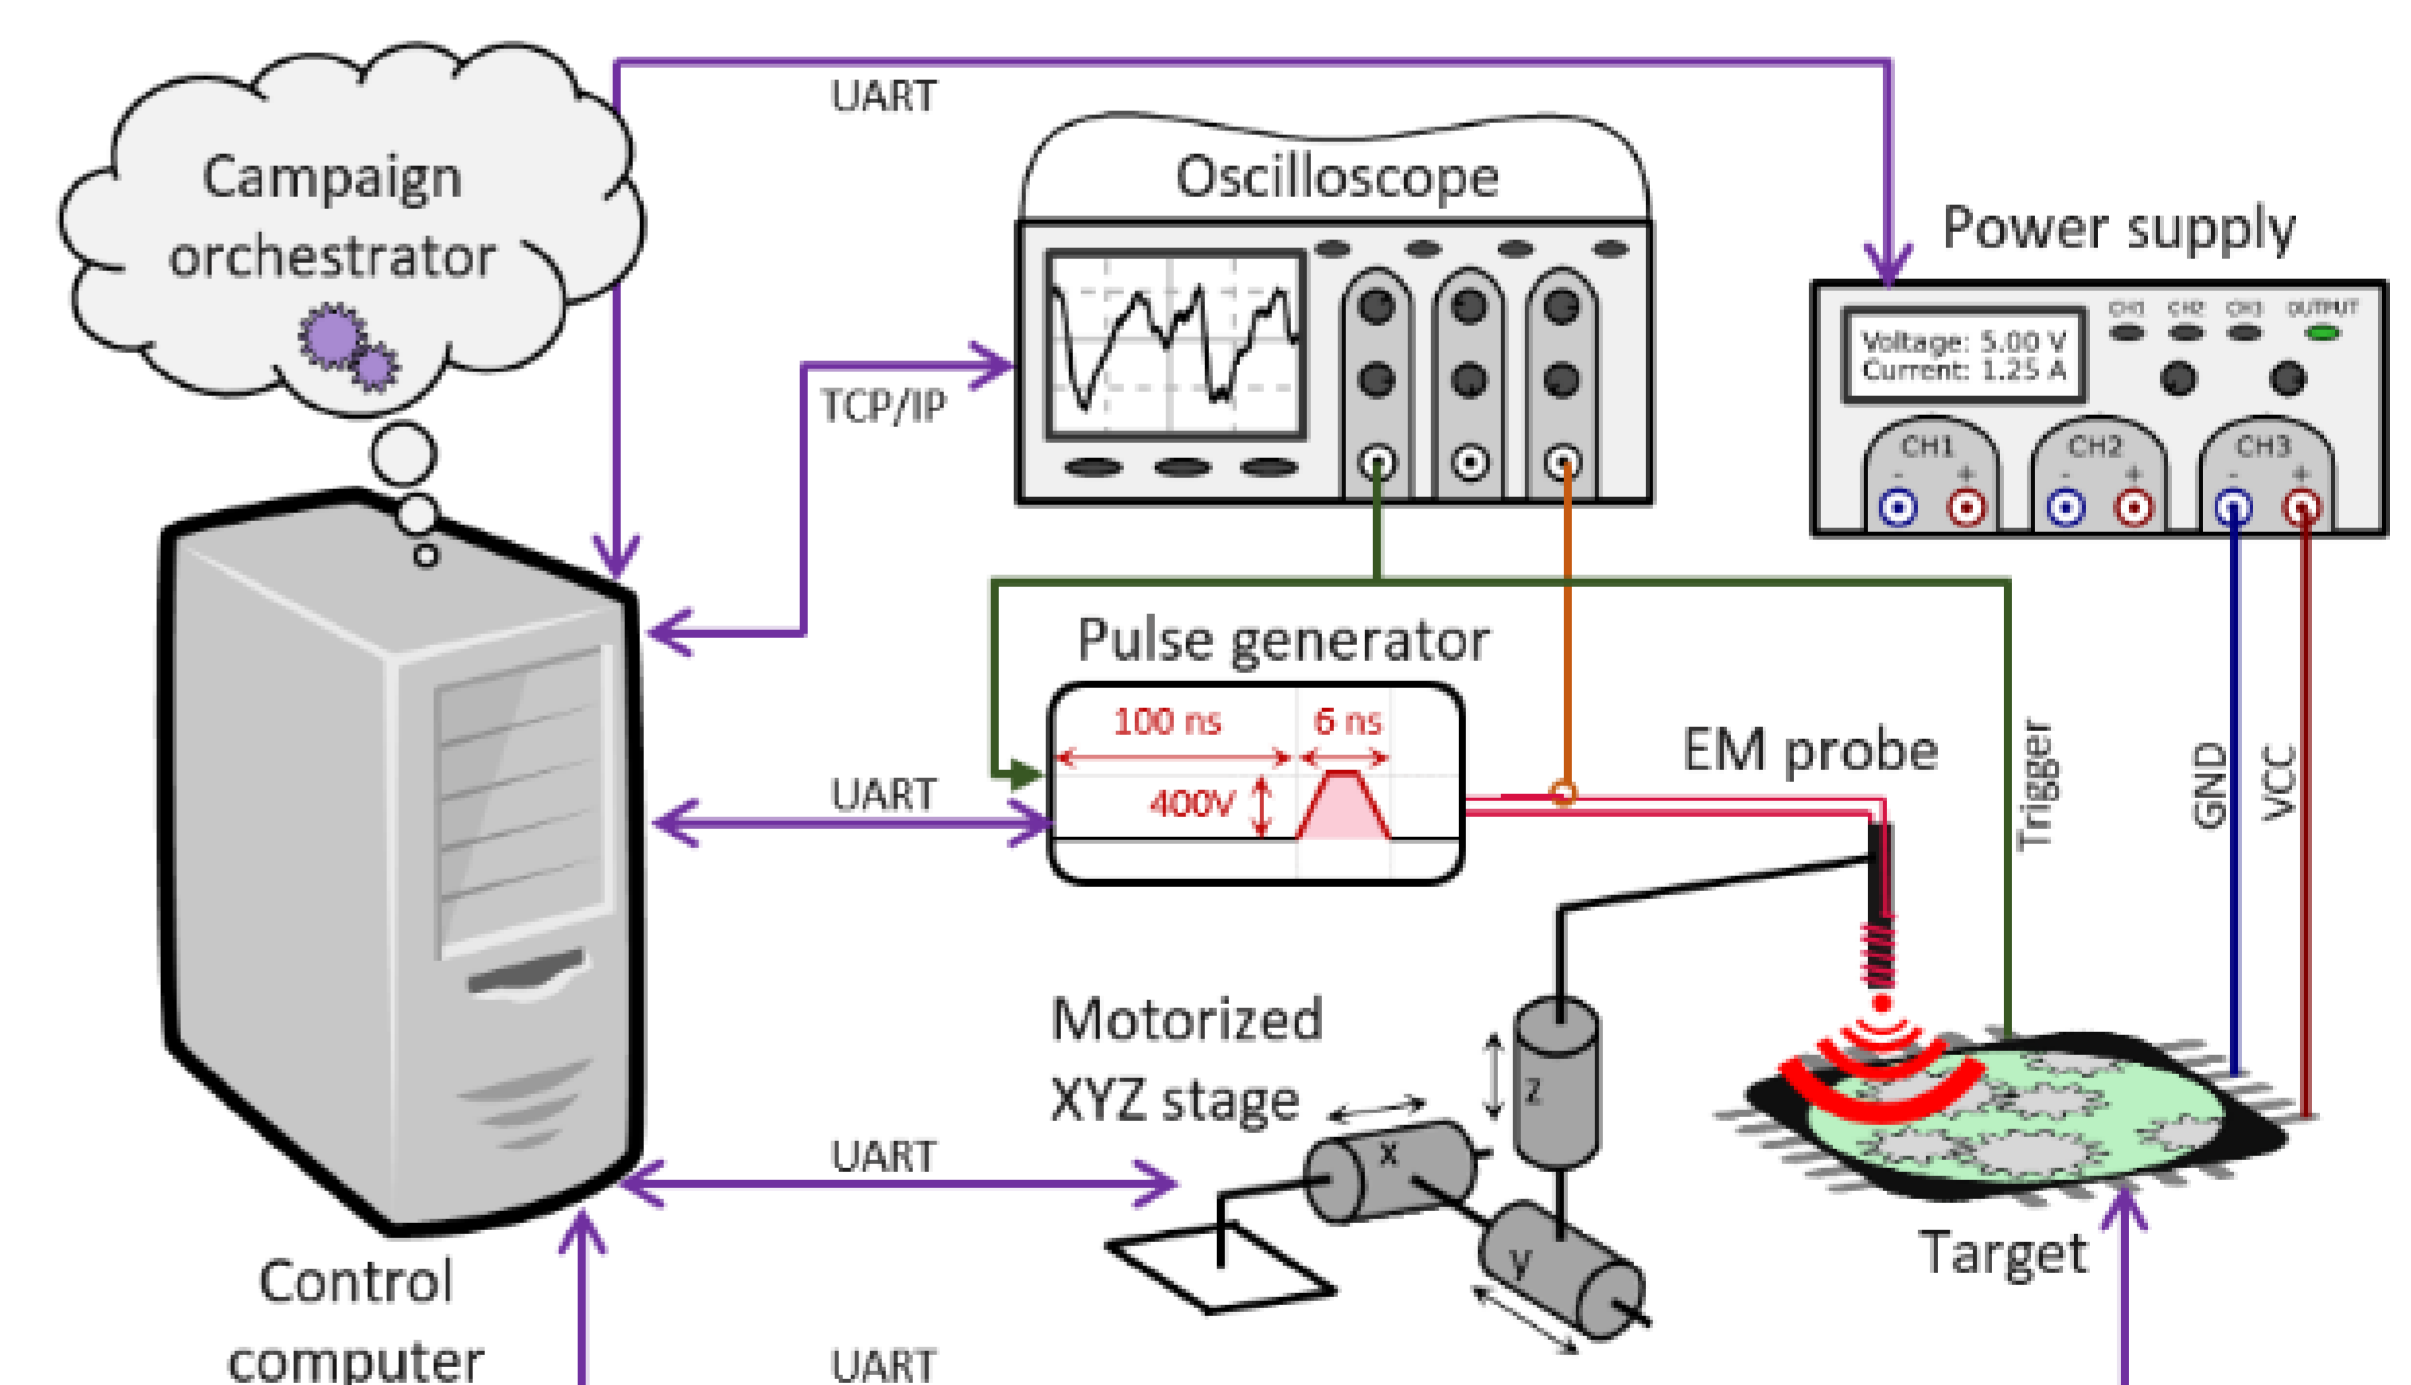 UART
Campaign
orchestrator
Oscilloscope
Power supply
CH1 CH2 CH3 OUTPUT
Voltage: 5.00 V
Current: 1.25 A
TCP/IP
CH1 CH2 CH3
- + - + - +
Pulse generator
100 ns 6 ns
400V
UART
EM probe
Trigger
GND
VCC
Motorized
XYZ stage
z
x
y
UART
Target
Control
computer
UART